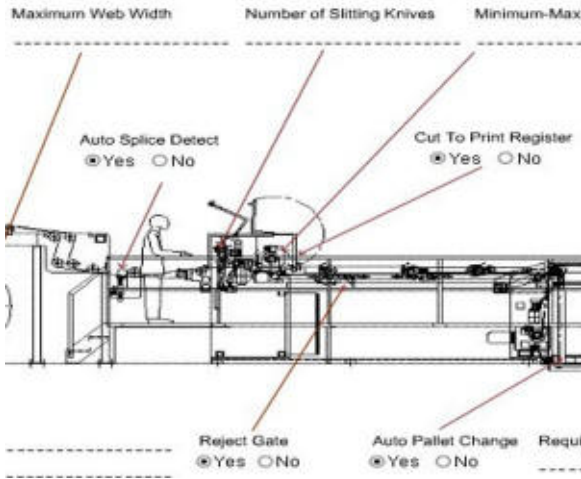 Maximum Web Width
Number of Slitting Knives
Minimum-Max
Auto Splice Detect
Yes No
Cut To Print Register
Yes No
Reject Gate
Yes No
Auto Pallet Change
Yes No
Requi